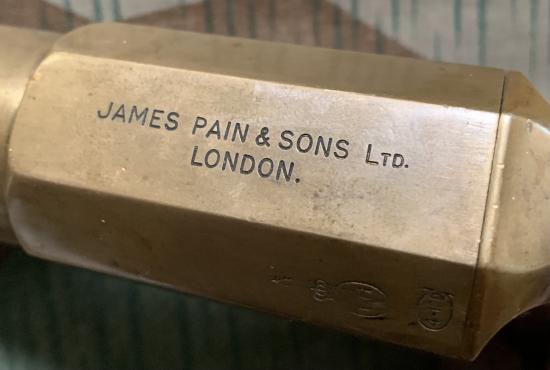 JAMES PAIN & SONS LTD.
LONDON.